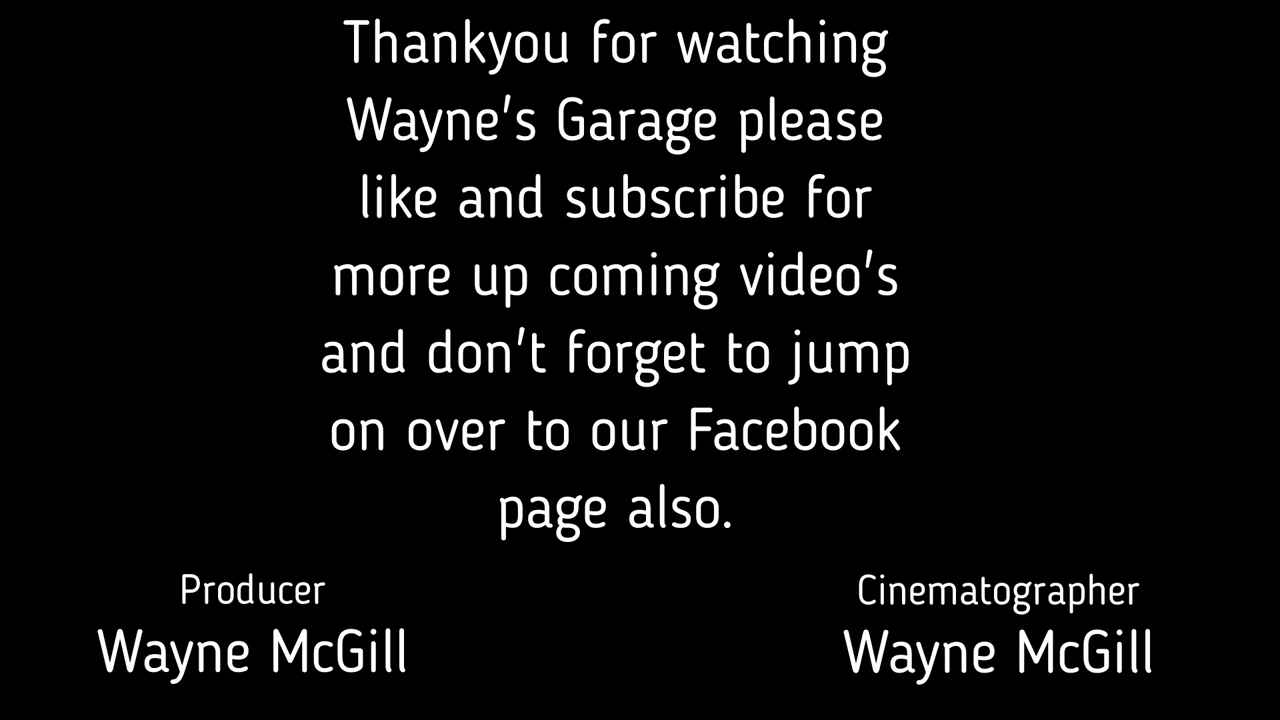 Thankyou for watching
Wayne's Garage please
like and subscribe for
more up coming video's
and don't forget to jump
on over to our Facebook
page also.
Producer
Wayne McGill
Cinematographer
Wayne McGill